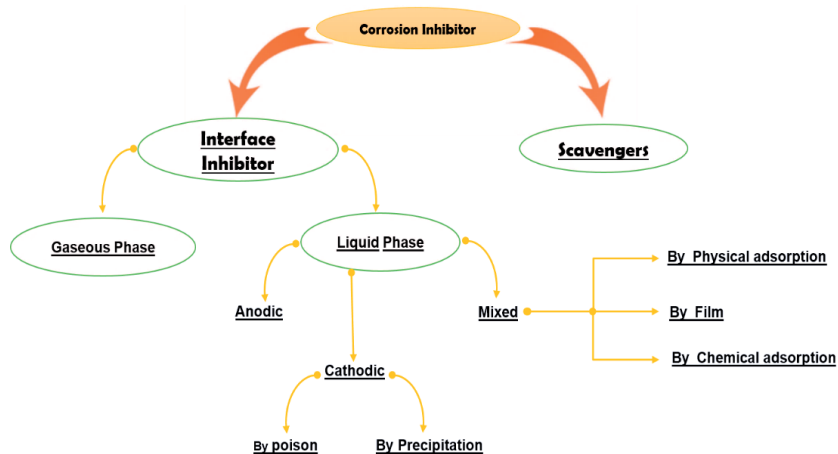 Corrosion Inhibitor
Interface
Inhibitor
Scavengers
Gaseous Phase
Liquid Phase
By Physical adsorption
Anodic
Mixed
By Film
By Chemical adsorption
Cathodic
By poison
By Precipitation